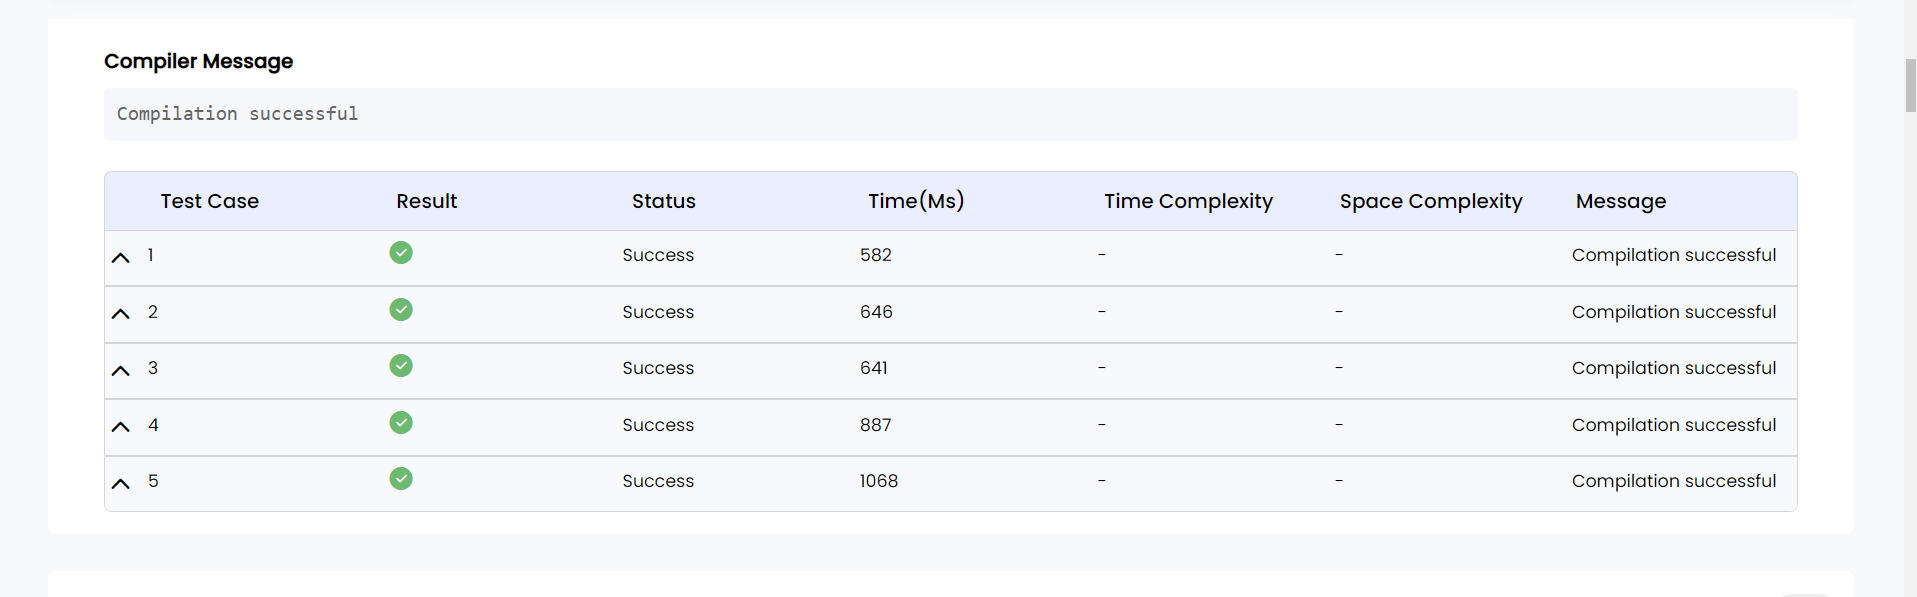 Compiler Message
Compilation successful
Test Case Result Status Time(Ms) Time Complexity Space Complexity Message
1 Success 582 - - Compilation successful
2 Success 646 - - Compilation successful
3 Success 641 - - Compilation successful
4 Success 887 - - Compilation successful
5 Success 1068 - - Compilation successful